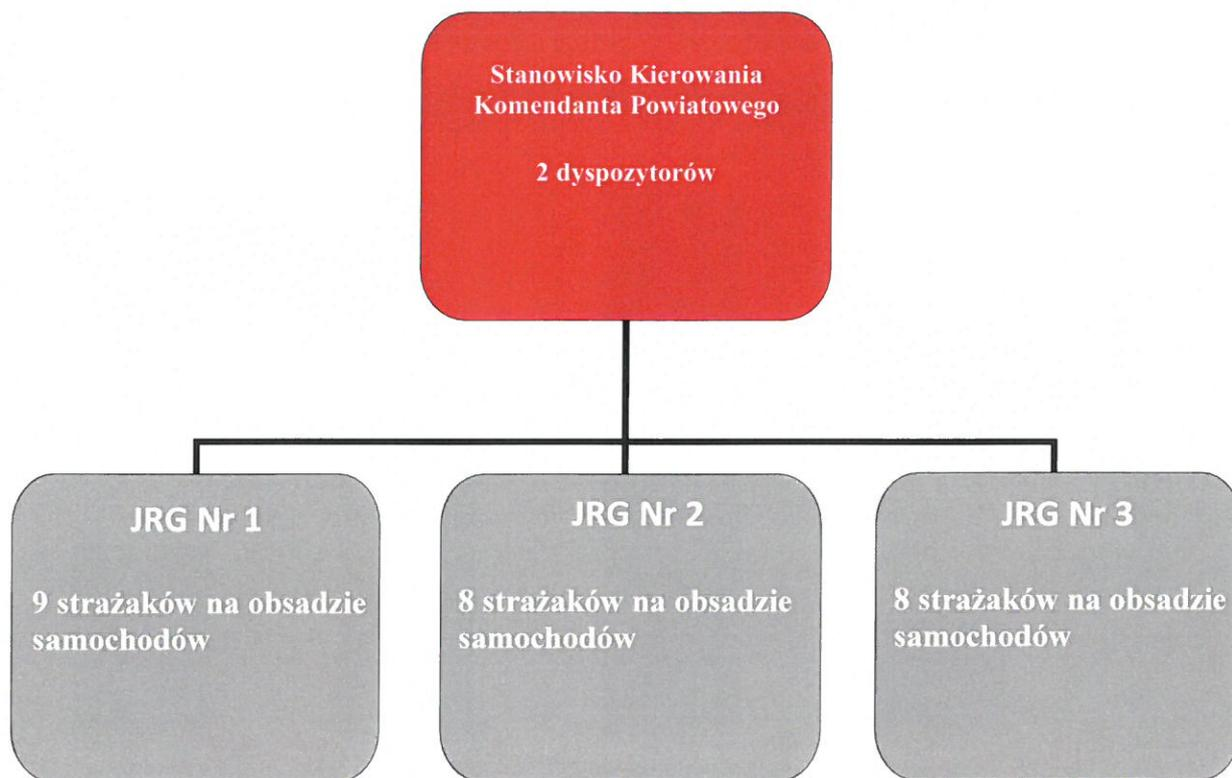 Stanowisko Kierowania
Komendanta Powiatowego
2 dyspozytorów
JRG Nr 1
9 strażaków na obsadzie
samochodów
JRG Nr 2
8 strażaków na obsadzie
samochodów
JRG Nr 3
8 strażaków na obsadzie
samochodów